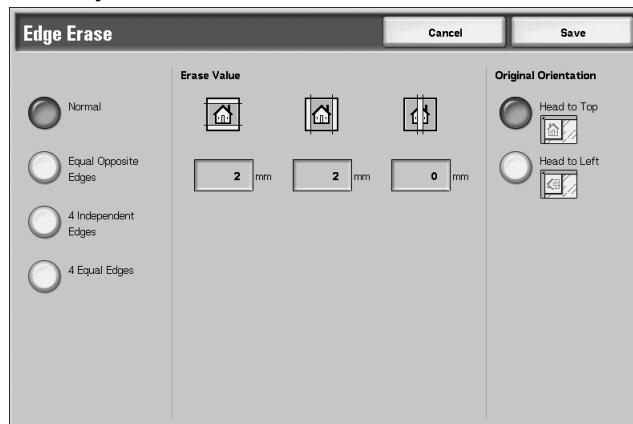 Edge Erase
Cancel
Save
Normal
Equal Opposite
Edges
4 Independent
Edges
4 Equal Edges
Erase Value
2 mm 2 mm 0 mm
Original Orientation
Head to Top
Head to Left